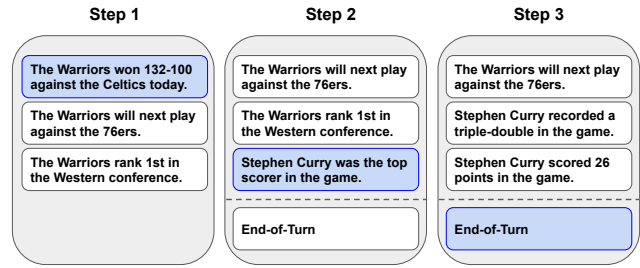 Step 1
The Warriors won 132-100
against the Celtics today.
The Warriors will next play
against the 76ers.
The Warriors rank 1st in
the Western conference.
Step 2
The Warriors will next play
against the 76ers.
The Warriors rank 1st in
the Western conference.
Stephen Curry was the top
scorer in the game.
End-of-Turn
Step 3
The Warriors will next play
against the 76ers.
Stephen Curry recorded a
triple-double in the game.
Stephen Curry scored 26
points in the game.
End-of-Turn